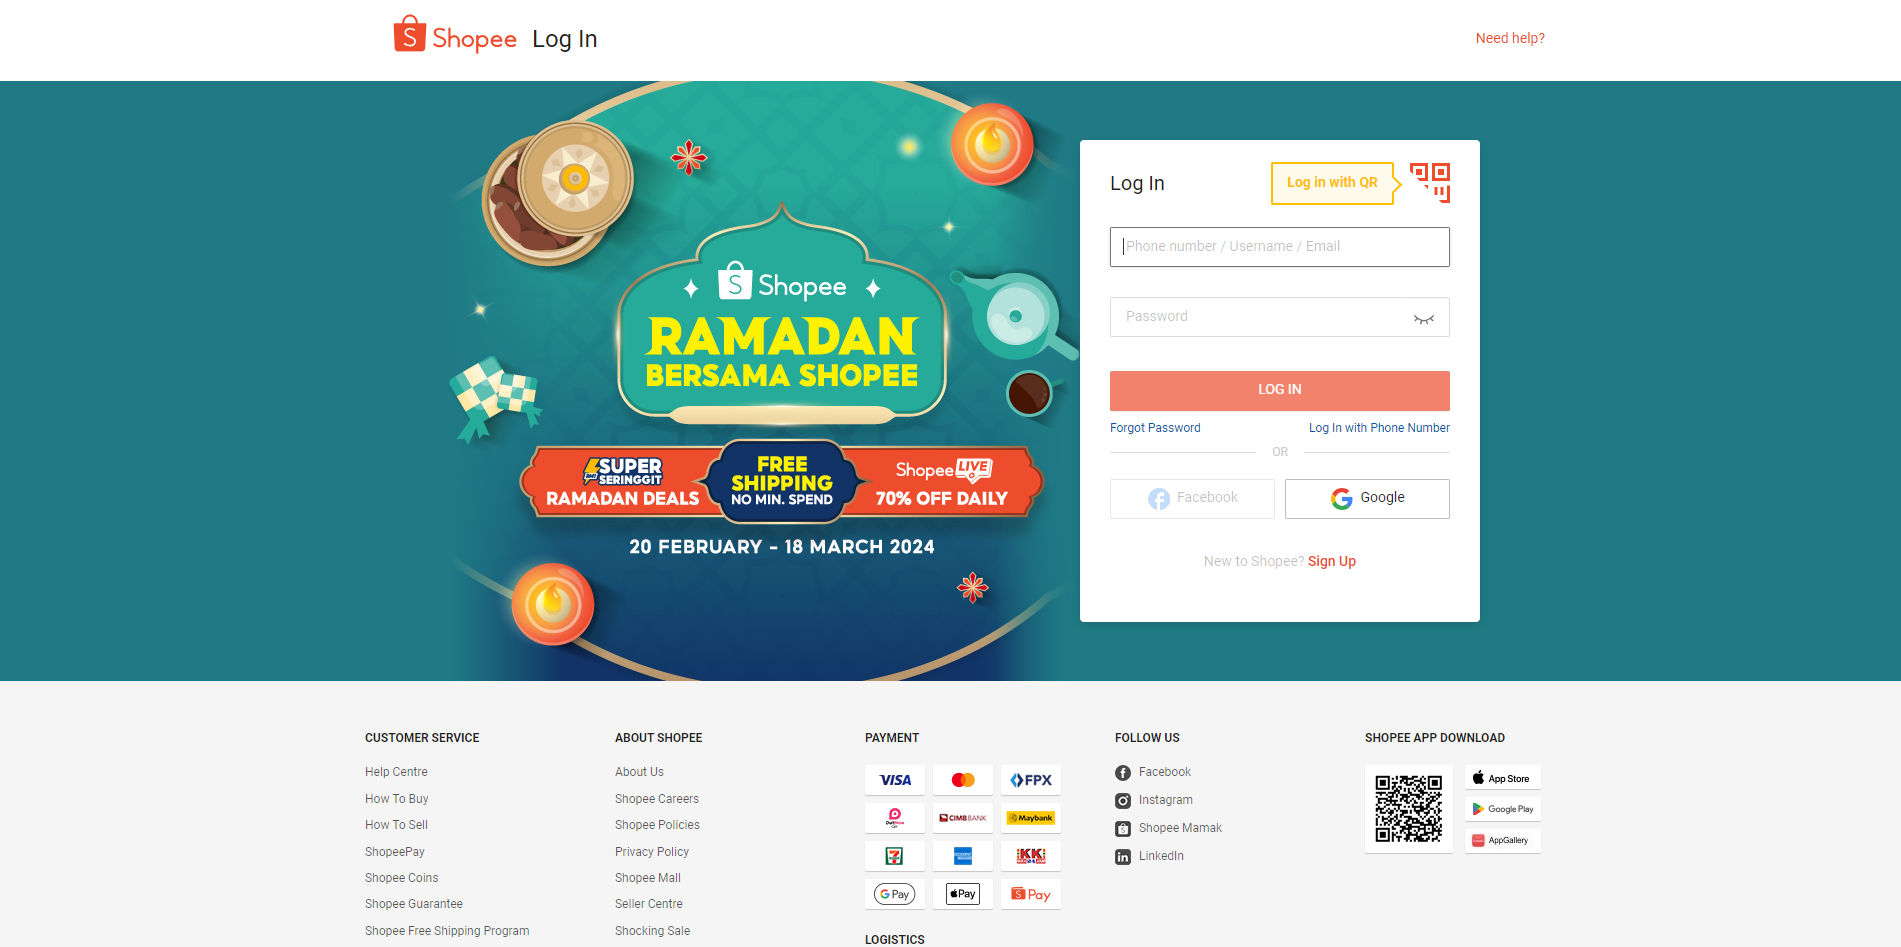 Shopee Log In
Need help?
Log In
Log in with QR
Phone number / Username / Email
Password
LOG IN
Forgot Password
Log In with Phone Number
OR
Facebook
Google
New to Shopee? Sign Up
Shopee
RAMADAN
BERSAMA SHOPEE
SUPER
SERINGGIT
RAMADAN DEALS
FREE
SHIPPING
NO MIN. SPEND
Shopee LIVE
70% OFF DAILY
20 FEBRUARY - 18 MARCH 2024
CUSTOMER SERVICE
Help Centre
How To Buy
How To Sell
ShopeePay
Shopee Coins
Shopee Guarantee
Shopee Free Shipping Program
ABOUT SHOPEE
About Us
Shopee Careers
Shopee Policies
Privacy Policy
Shopee Mall
Seller Centre
Shocking Sale
PAYMENT
VISA
FPX
CIMB BANK
Maybank
KK
G Pay
Pay
Pay
LOGISTICS
FOLLOW US
Facebook
Instagram
Shopee Mamak
LinkedIn
SHOPEE APP DOWNLOAD
App Store
Google Play
AppGallery